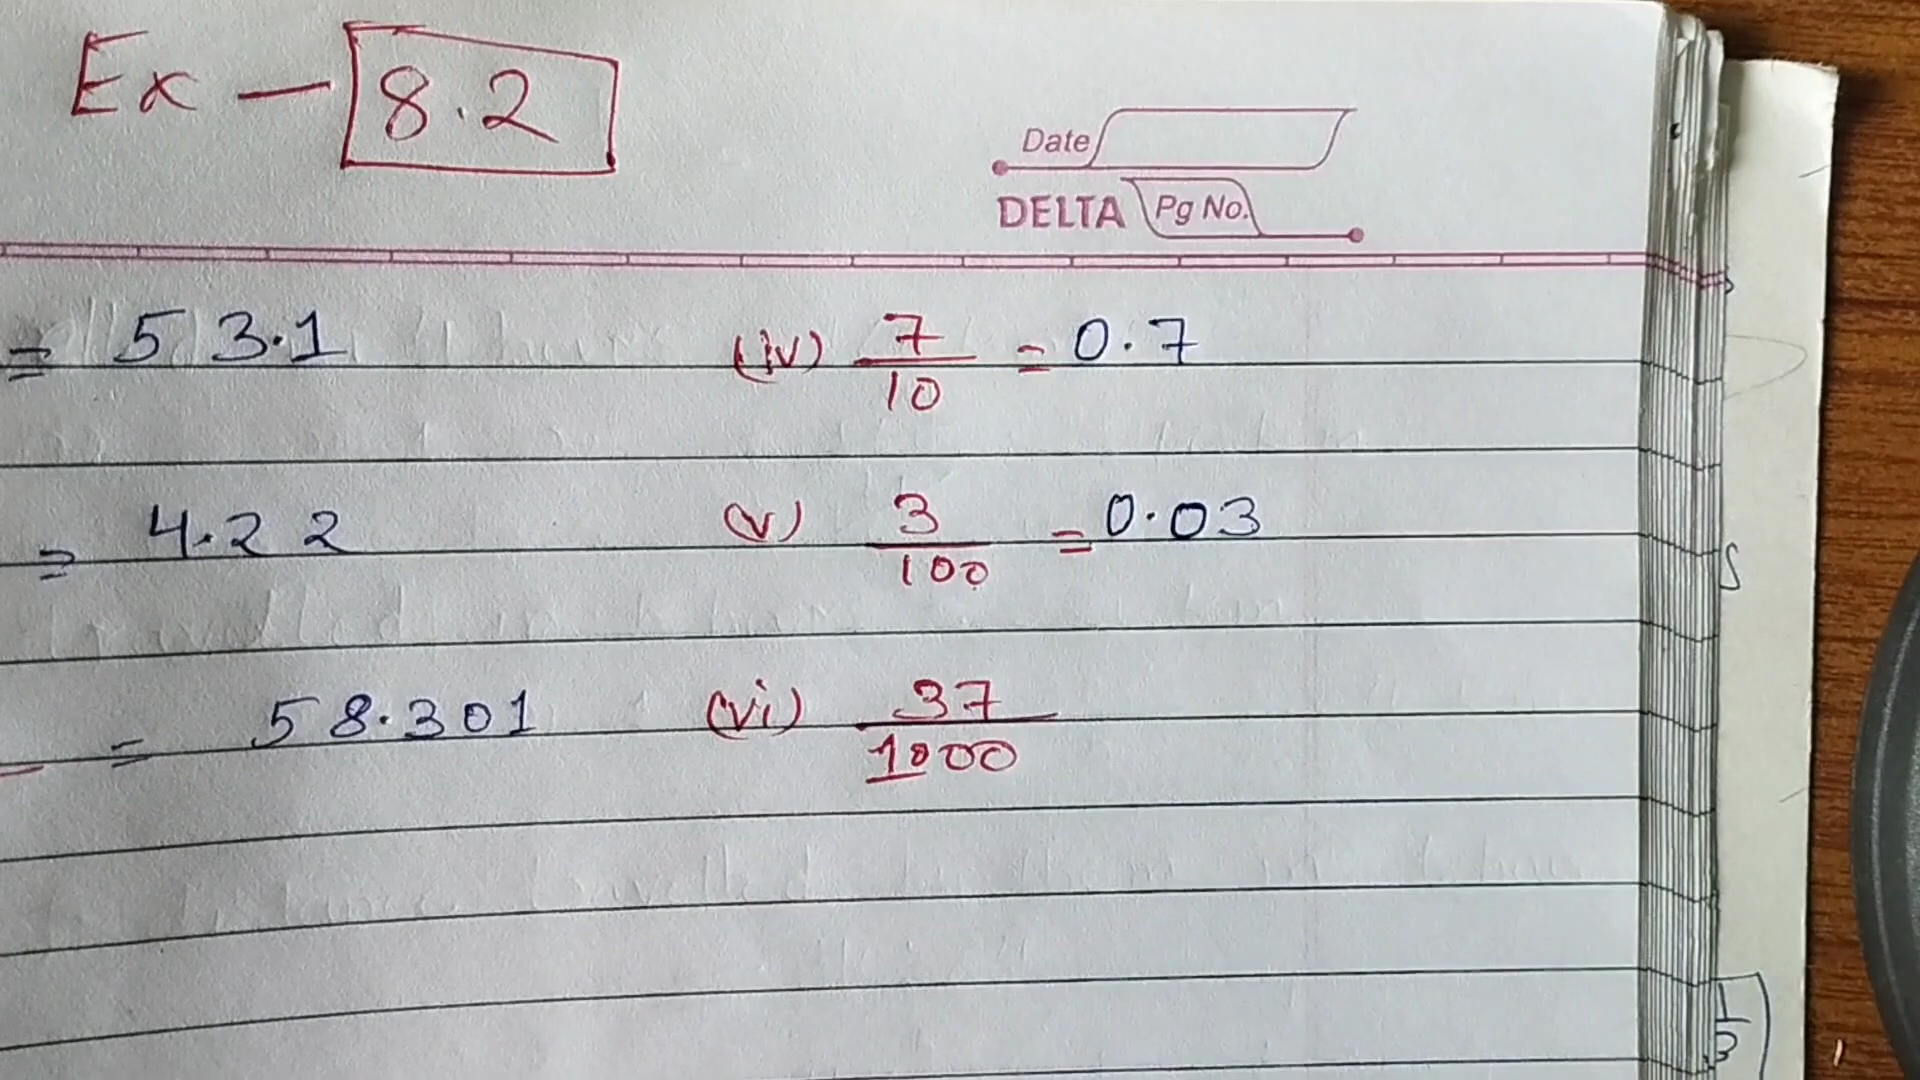 Ex - 8.2
Date
DELTA Pg No.
= 53.1 (iv) 7/10 = 0.7
= 4.22 (v) 3/100 = 0.03
= 58.301 (vi) 37/1000